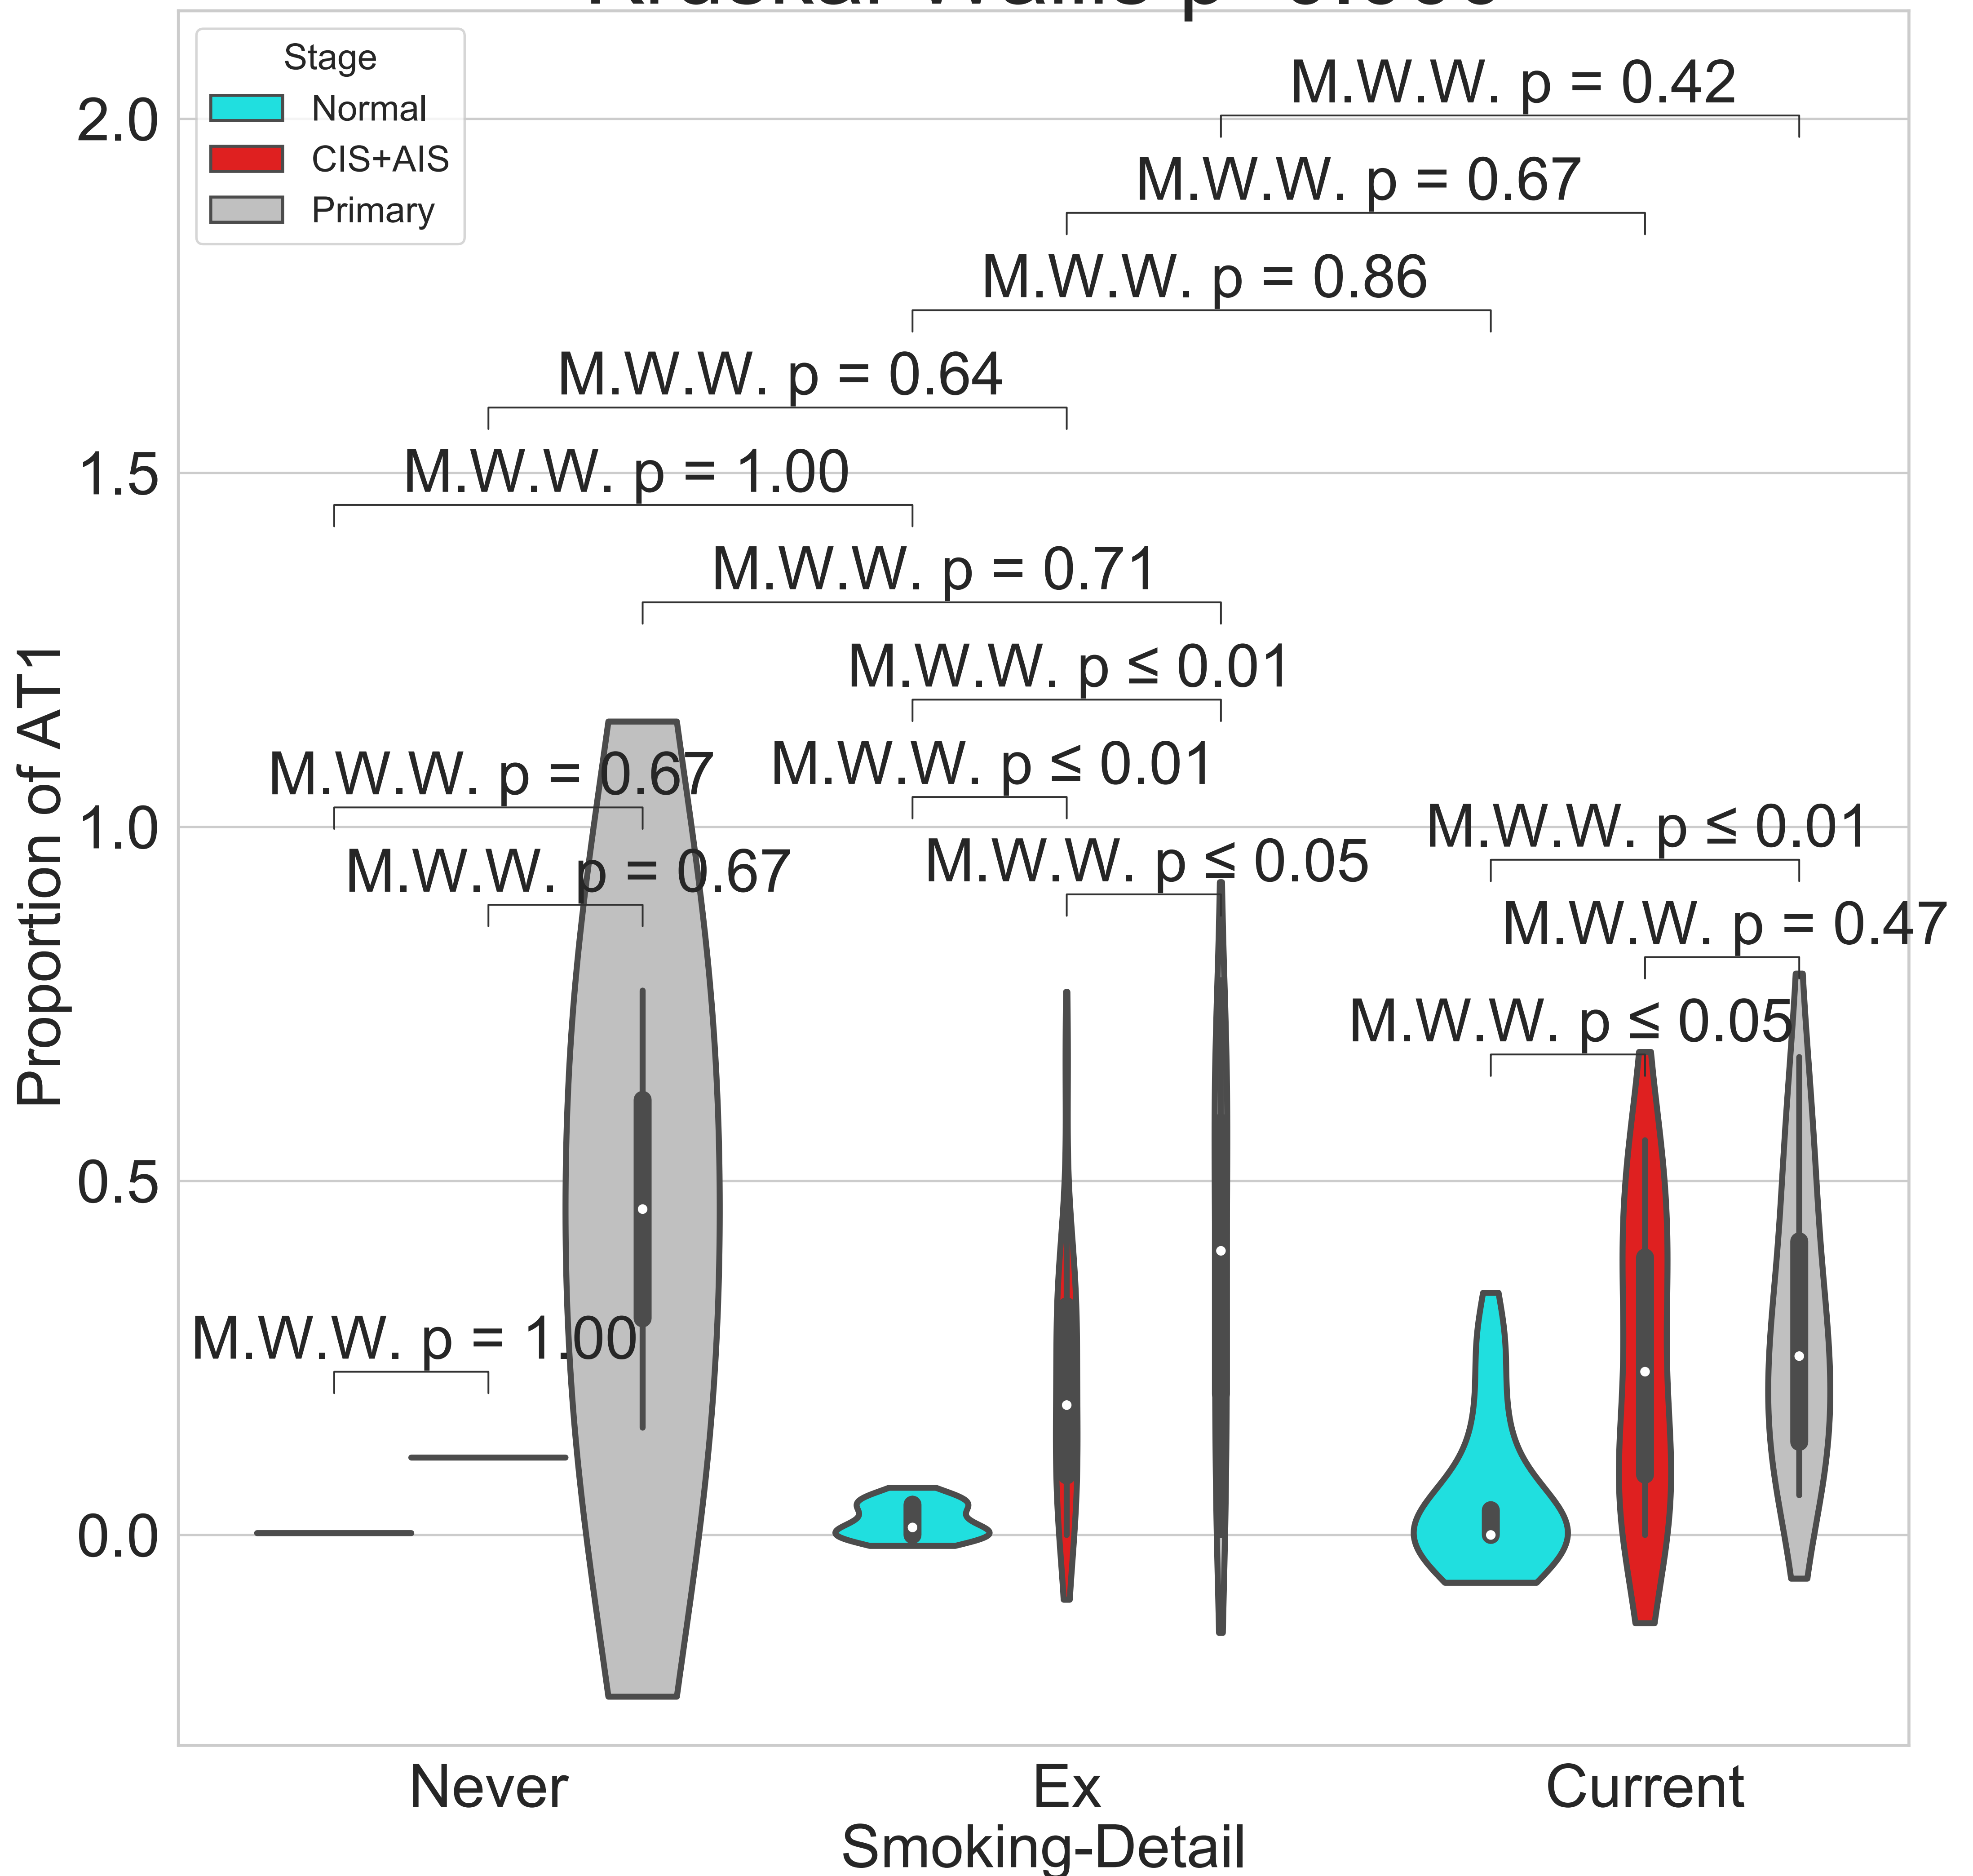 Stage
Normal
CIS+AIS
Primary
M.W.W. p = 0.42
M.W.W. p = 0.67
M.W.W. p = 0.86
M.W.W. p = 0.64
M.W.W. p = 1.00
M.W.W. p = 0.71
M.W.W. p ≤ 0.01
M.W.W. p = 0.67
M.W.W. p ≤ 0.01
M.W.W. p ≤ 0.01
M.W.W. p = 0.67
M.W.W. p ≤ 0.05
M.W.W. p = 0.47
M.W.W. p ≤ 0.05
M.W.W. p = 1.00
2.0
1.5
1.0
0.5
0.0
Proportion of AT1
Never
Ex
Current
Smoking-Detail